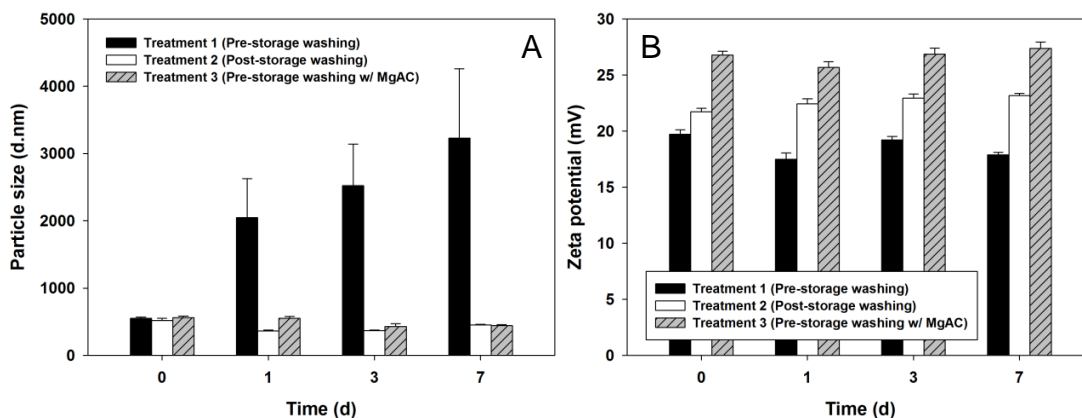 A
Particle size (d.nm)
5000
4000
3000
2000
1000
0
Treatment 1 (Pre-storage washing)
Treatment 2 (Post-storage washing)
Treatment 3 (Pre-storage washing w/ MgAC)
0 1 3 7
Time (d)
B
Zeta potential (mV)
30
25
20
15
10
5
0
Treatment 1 (Pre-storage washing)
Treatment 2 (Post-storage washing)
Treatment 3 (Pre-storage washing w/ MgAC)
0 1 3 7
Time (d)